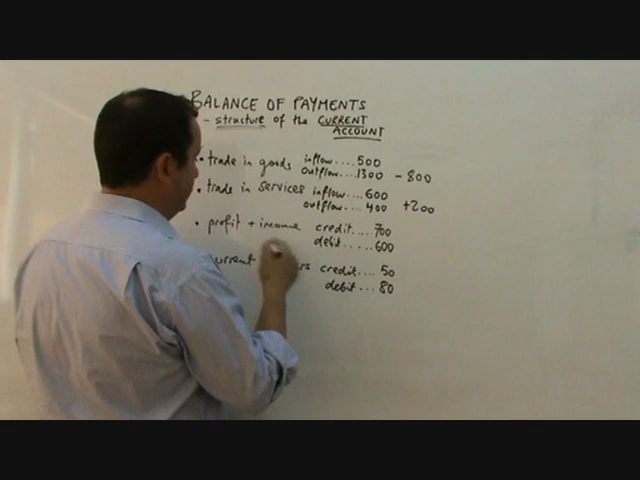 BALANCE OF PAYMENTS
- structure of the CURRENT
ACCOUNT
• trade in goods inflow....500
outflow....1300 -800
• trade in services inflow....600
outflow....400 +200
• profit + income credit....700
debit.....600
credit....50
debit...80